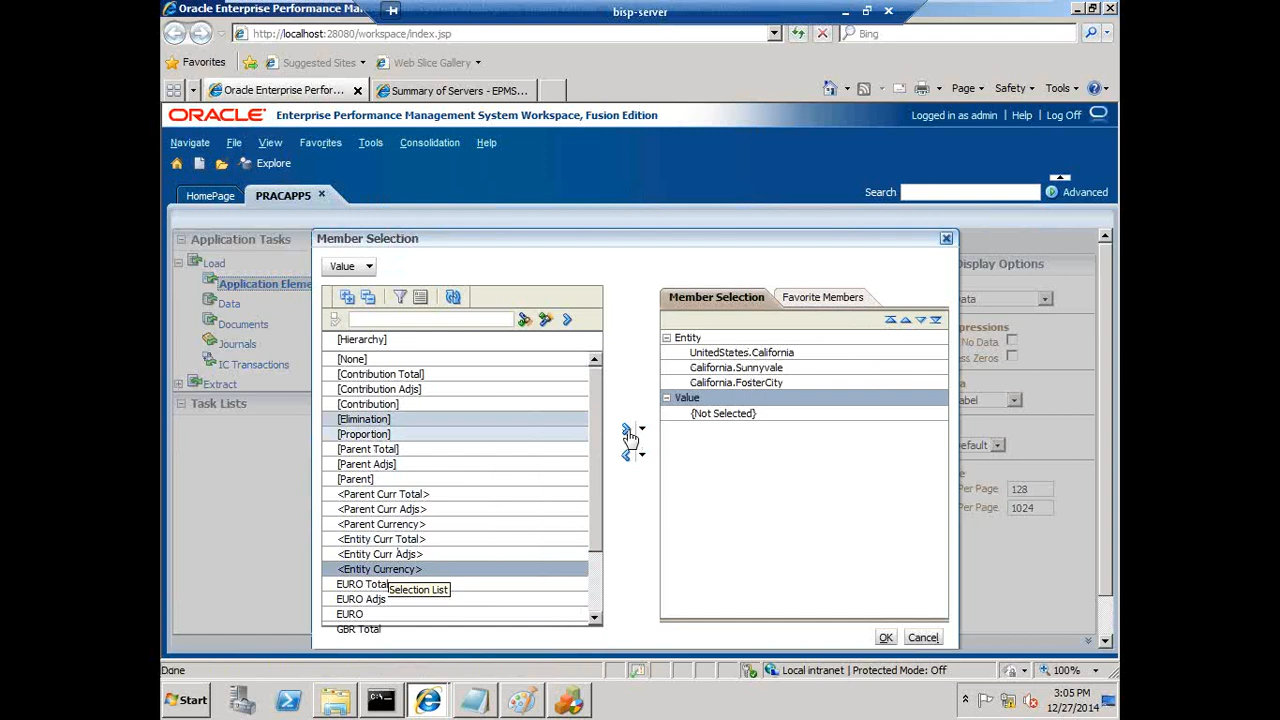 Oracle Enterprise Performance Ma
bisp-server
http://localhost:28080/workspace/index.jsp
Bing
Favorites
Suggested Sites
Web Slice Gallery
Oracle Enterprise Perfor...
Summary of Servers - EPMS...
Page
Safety
Tools
ORACLE
Enterprise Performance Management System Workspace, Fusion Edition
Logged in as admin
Help
Log Off
Navigate
File
View
Favorites
Tools
Consolidation
Help
Explore
HomePage
PRACAPP5
Search
Advanced
Application Tasks
Load
Application Eleme
Data
Documents
Journals
IC Transactions
Extract
Task Lists
Member Selection
Value
[Hierarchy]
[None]
[Contribution Total]
[Contribution Adjs]
[Contribution]
[Elimination]
[Proportion]
[Parent Total]
[Parent Adjs]
[Parent]
<Parent Curr Total>
<Parent Curr Adjs>
<Parent Currency>
<Entity Curr Total>
<Entity Curr Adjs>
<Entity Currency>
EURO Total
Selection List
EURO Adjs
EURO
GBR Total
Member Selection
Favorite Members
Entity
UnitedStates.California
California.Sunnyvale
California.FosterCity
Value
{Not Selected}
OK
Cancel
Display Options
ata
pressions
No Data
ess Zeros
a
abel
efault
e
Per Page
128
Per Page
1024
Done
Local intranet | Protected Mode: Off
100%
Start
3:05 PM
12/27/2014